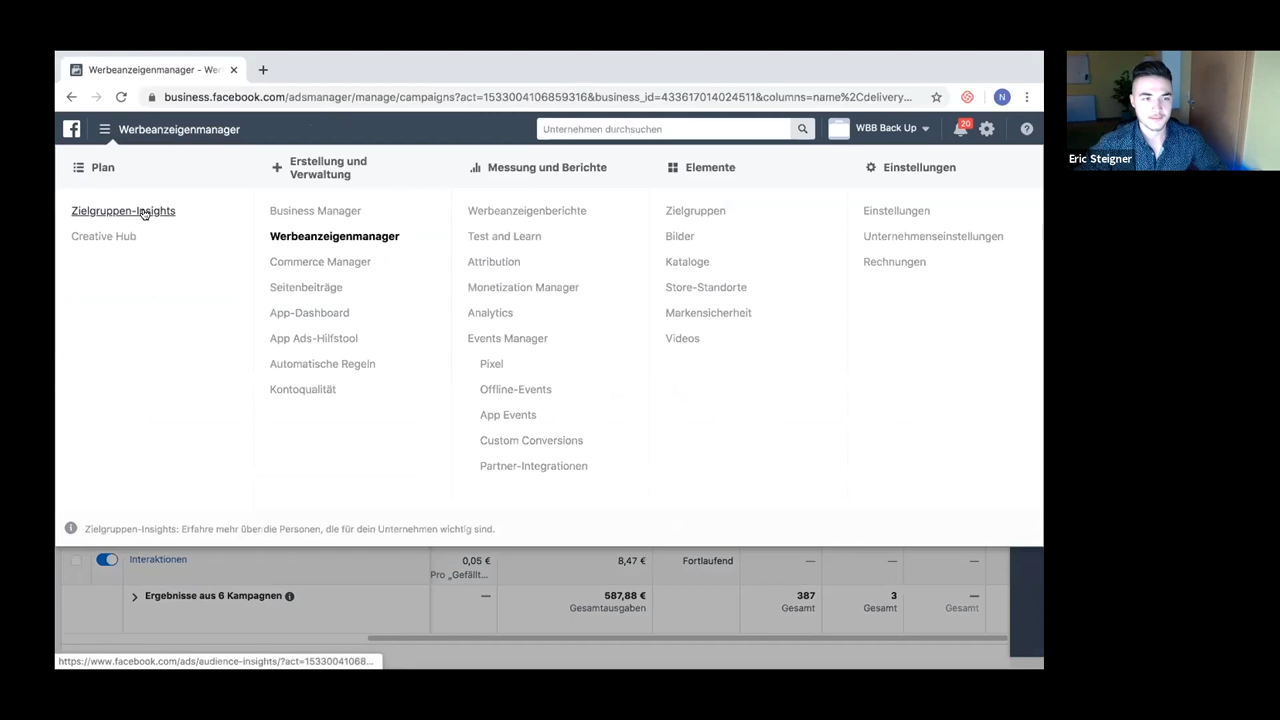 Werbeanzeigenmanager - Wer
business.facebook.com/adsmanager/manage/campaigns?act=1533004106859316&business_id=433617014024511&columns=name%2Cdelivery...
N
Werbeanzeigenmanager
Unternehmen durchsuchen
WBB Back Up
20
Eric Steigner
Plan
Zielgruppen-Insights
Creative Hub
Erstellung und
Verwaltung
Business Manager
Werbeanzeigenmanager
Commerce Manager
Seitenbeiträge
App-Dashboard
App Ads-Hilfstool
Automatische Regeln
Kontoqualität
Messung und Berichte
Werbeanzeigenberichte
Test and Learn
Attribution
Monetization Manager
Analytics
Events Manager
Pixel
Offline-Events
App Events
Custom Conversions
Partner-Integrationen
Elemente
Zielgruppen
Bilder
Kataloge
Store-Standorte
Markensicherheit
Videos
Einstellungen
Einstellungen
Unternehmenseinstellungen
Rechnungen
Zielgruppen-Insights: Erfahre mehr über die Personen, die für dein Unternehmen wichtig sind.
Interaktionen 0,05 € 8,47 € Fortlaufend — — —
Pro „Gefällt...
Ergebnisse aus 6 Kampagnen — 587,88 € 387 3 —
Gesamtausgaben Gesamt Gesamt Gesamt
https://www.facebook.com/ads/audience-insights/?act=15330041068...